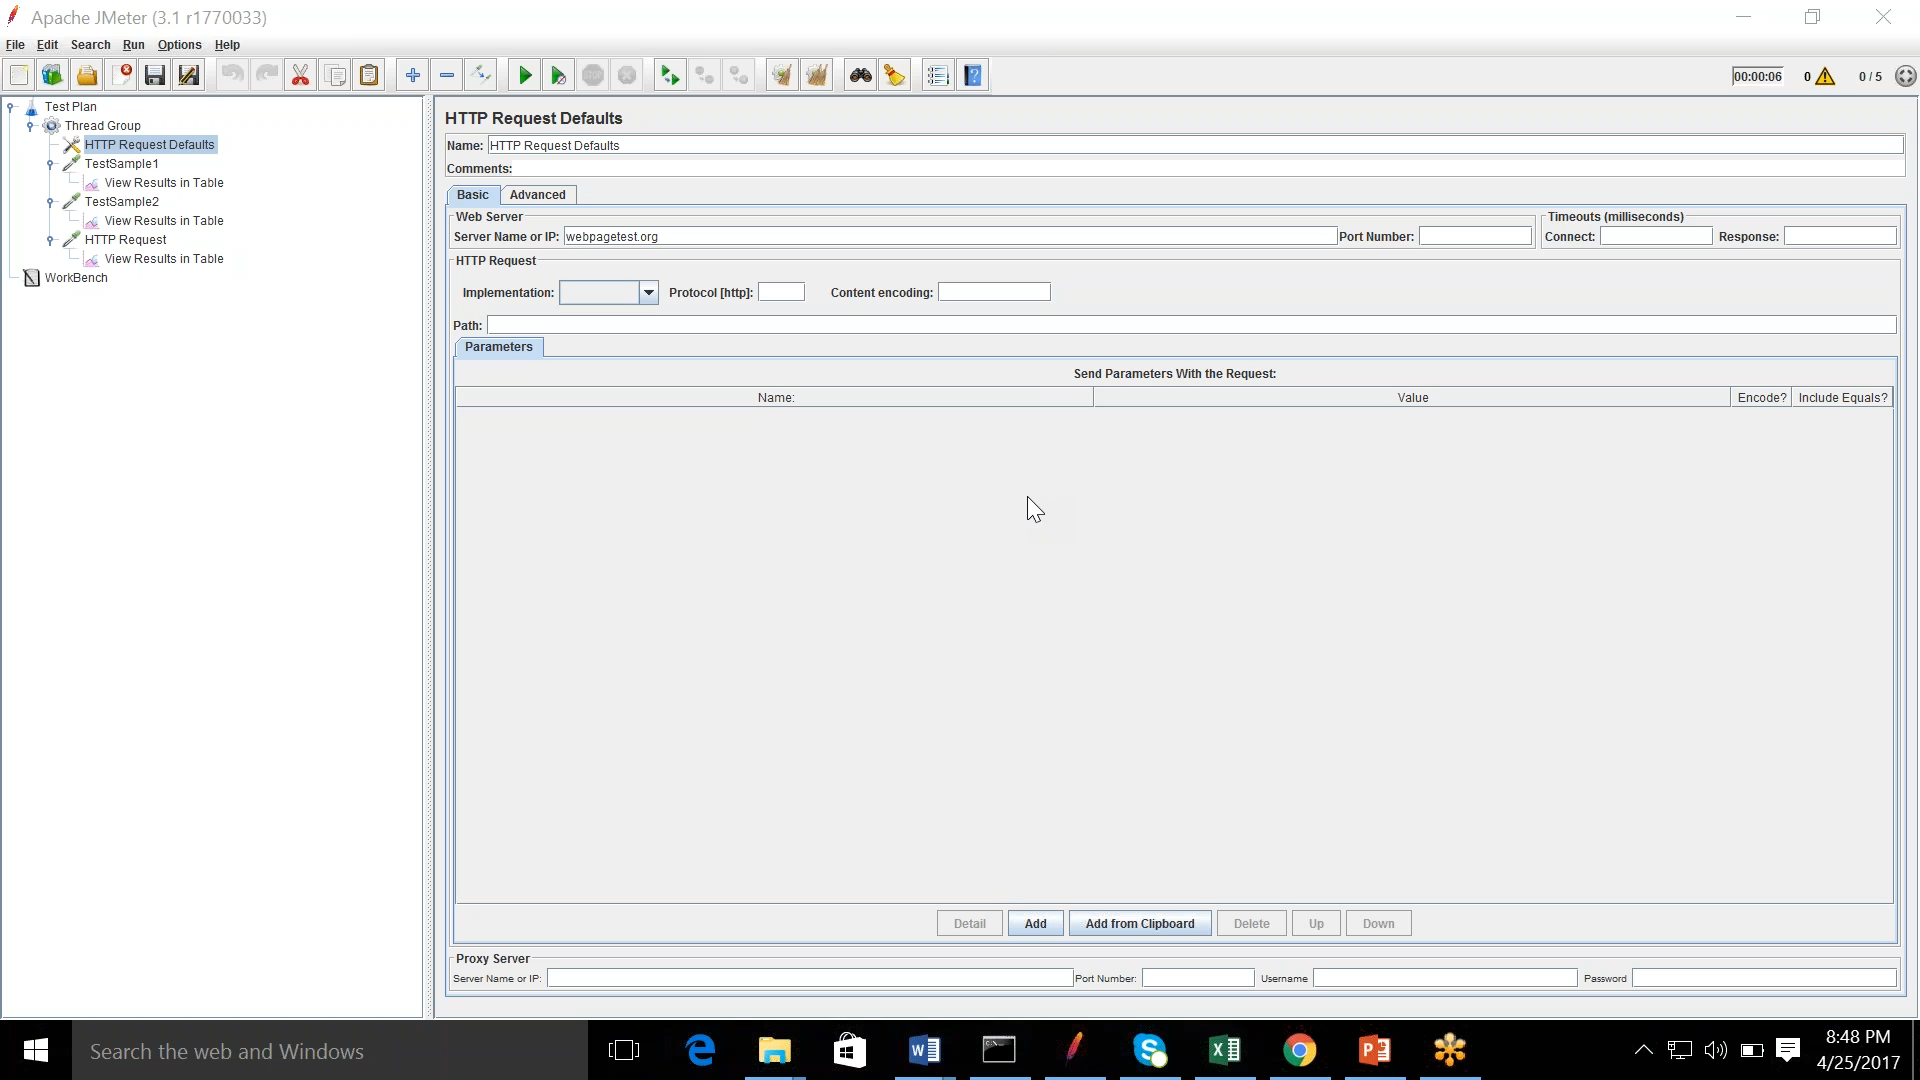 Apache JMeter (3.1 r1770033)
File Edit Search Run Options Help
STOP
00:00:06 0 0 / 5
Test Plan
Thread Group
HTTP Request Defaults
TestSample1
View Results in Table
TestSample2
View Results in Table
HTTP Request
View Results in Table
WorkBench
HTTP Request Defaults
Name: HTTP Request Defaults
Comments:
Basic Advanced
Web Server
Server Name or IP: webpagetest.org Port Number:
Timeouts (milliseconds)
Connect: Response:
HTTP Request
Implementation: Protocol [http]: Content encoding:
Path:
Parameters
Send Parameters With the Request:
Name: Value Encode? Include Equals?
Detail Add Add from Clipboard Delete Up Down
Proxy Server
Server Name or IP: Port Number: Username Password
Search the web and Windows
8:48 PM
4/25/2017